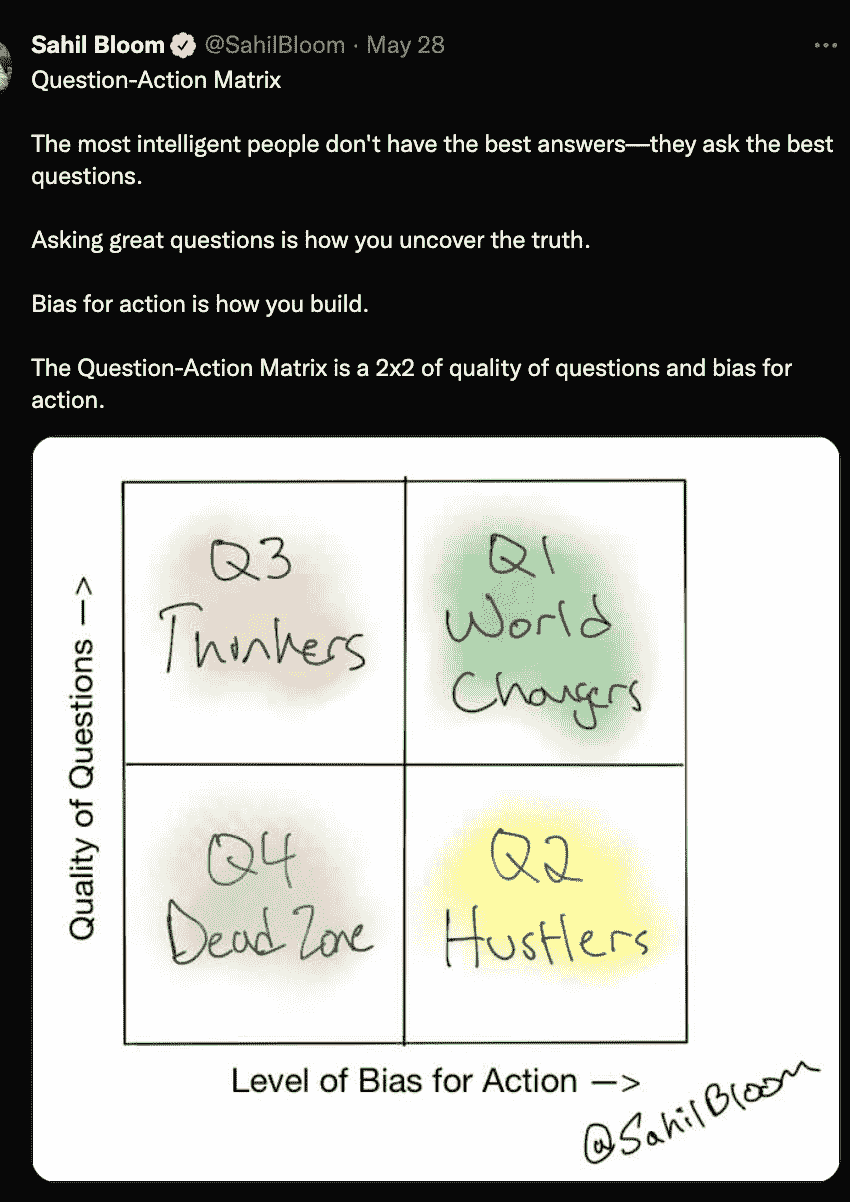 Sahil Bloom @SahilBloom · May 28
Question-Action Matrix
The most intelligent people don't have the best answers—they ask the best
questions.
Asking great questions is how you uncover the truth.
Bias for action is how you build.
The Question-Action Matrix is a 2x2 of quality of questions and bias for
action.
Quality of Questions —>
Q3
Thinkers
Q1
World
Changers
Q4
Dead Zone
Q2
Hustlers
Level of Bias for Action —>
@SahilBloom